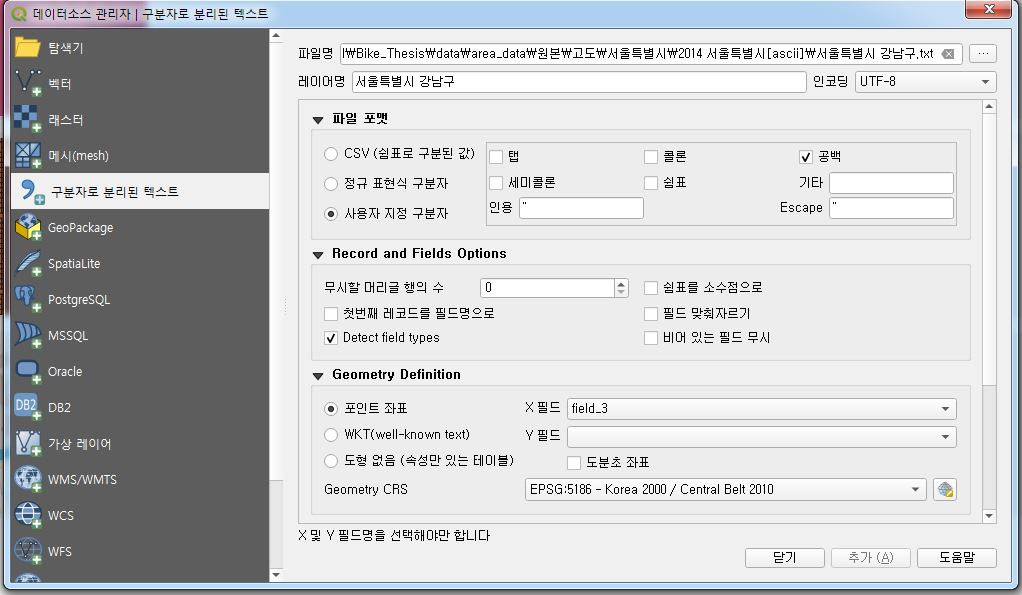 데이터소스 관리자 | 구분자로 분리된 텍스트
탐색기
벡터
래스터
메시(mesh)
구분자로 분리된 텍스트
GeoPackage
SpatiaLite
PostgreSQL
MSSQL
Oracle
DB2 DB2
가상 레이어
WMS/WMTS
WCS
WFS
파일명 I₩Bike_Thesis₩data₩area_data₩원본₩고도₩서울특별시₩2014 서울특별시[ascii]₩서울특별시 강남구.txt ...
레이어명 서울특별시 강남구 인코딩 UTF-8
파일 포맷
CSV (쉼표로 구분된 값) 탭 콜론 공백
정규 표현식 구분자 세미콜론 쉼표 기타
사용자 지정 구분자 인용 " Escape "
Record and Fields Options
무시할 머리글 행의 수 0 쉼표를 소수점으로
첫번째 레코드를 필드명으로 필드 맞춰자르기
Detect field types 비어 있는 필드 무시
Geometry Definition
포인트 좌표 X 필드 field_3
WKT(well-known text) Y 필드
도형 없음 (속성만 있는 테이블) 도분초 좌표
Geometry CRS EPSG:5186 - Korea 2000 / Central Belt 2010
X 및 Y 필드명을 선택해야만 합니다
닫기 추가 (A) 도움말